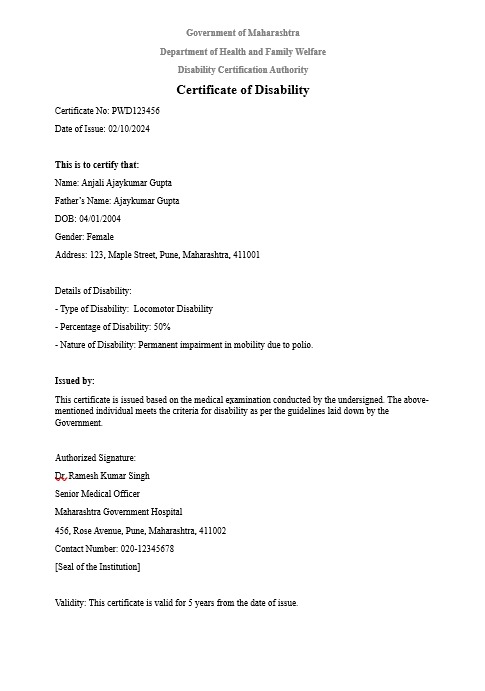 Government of Maharashtra
Department of Health and Family Welfare
Disability Certification Authority
Certificate of Disability
Certificate No: PWD123456
Date of Issue: 02/10/2024
This is to certify that:
Name: Anjali Ajaykumar Gupta
Father's Name: Ajaykumar Gupta
DOB: 04/01/2004
Gender: Female
Address: 123, Maple Street, Pune, Maharashtra, 411001
Details of Disability:
- Type of Disability:  Locomotor Disability
- Percentage of Disability: 50%
- Nature of Disability: Permanent impairment in mobility due to polio.
Issued by:
This certificate is issued based on the medical examination conducted by the undersigned. The above-
mentioned individual meets the criteria for disability as per the guidelines laid down by the
Government.
Authorized Signature:
Dr. Ramesh Kumar Singh
Senior Medical Officer
Maharashtra Government Hospital
456, Rose Avenue, Pune, Maharashtra, 411002
Contact Number: 020-12345678
[Seal of the Institution]
Validity: This certificate is valid for 5 years from the date of issue.